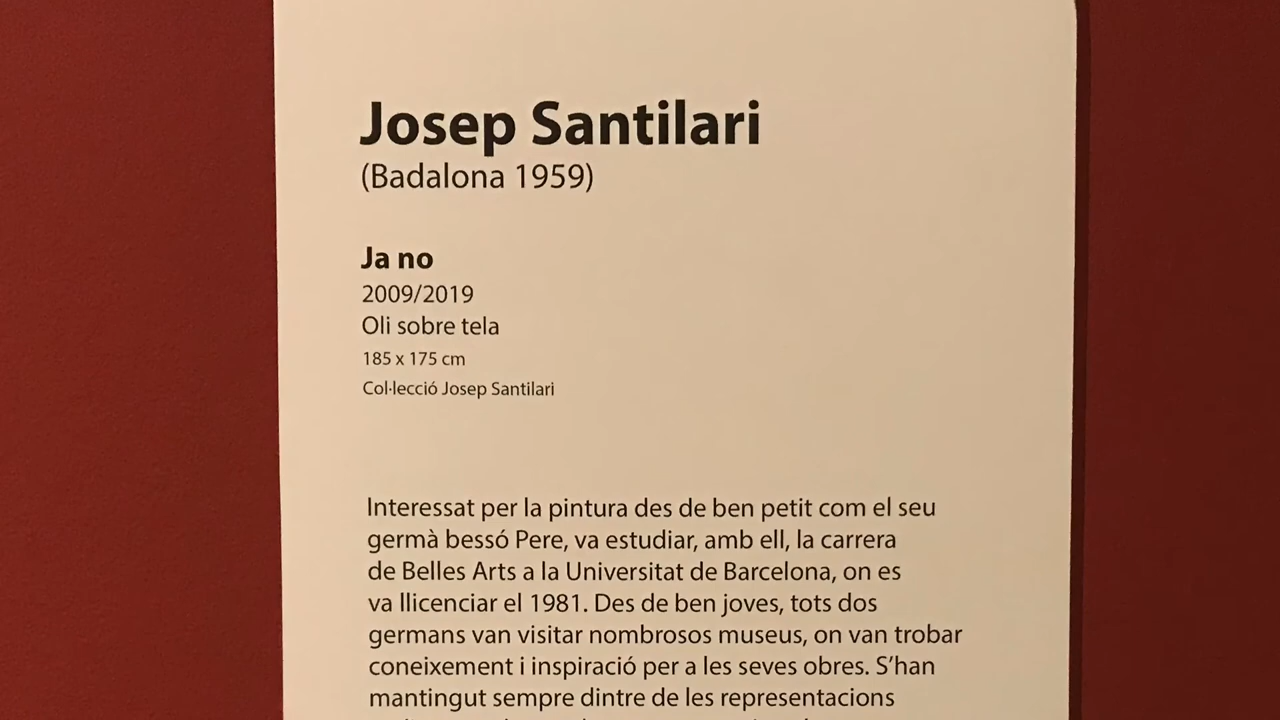 Josep Santilari
(Badalona 1959)
Ja no
2009/2019
Oli sobre tela
185 x 175 cm
Col·lecció Josep Santilari
Interessat per la pintura des de ben petit com el seu
germà bessó Pere, va estudiar, amb ell, la carrera
de Belles Arts a la Universitat de Barcelona, on es
va llicenciar el 1981. Des de ben joves, tots dos
germans van visitar nombrosos museus, on van trobar
coneixement i inspiració per a les seves obres. S’han
mantingut sempre dintre de les representacions